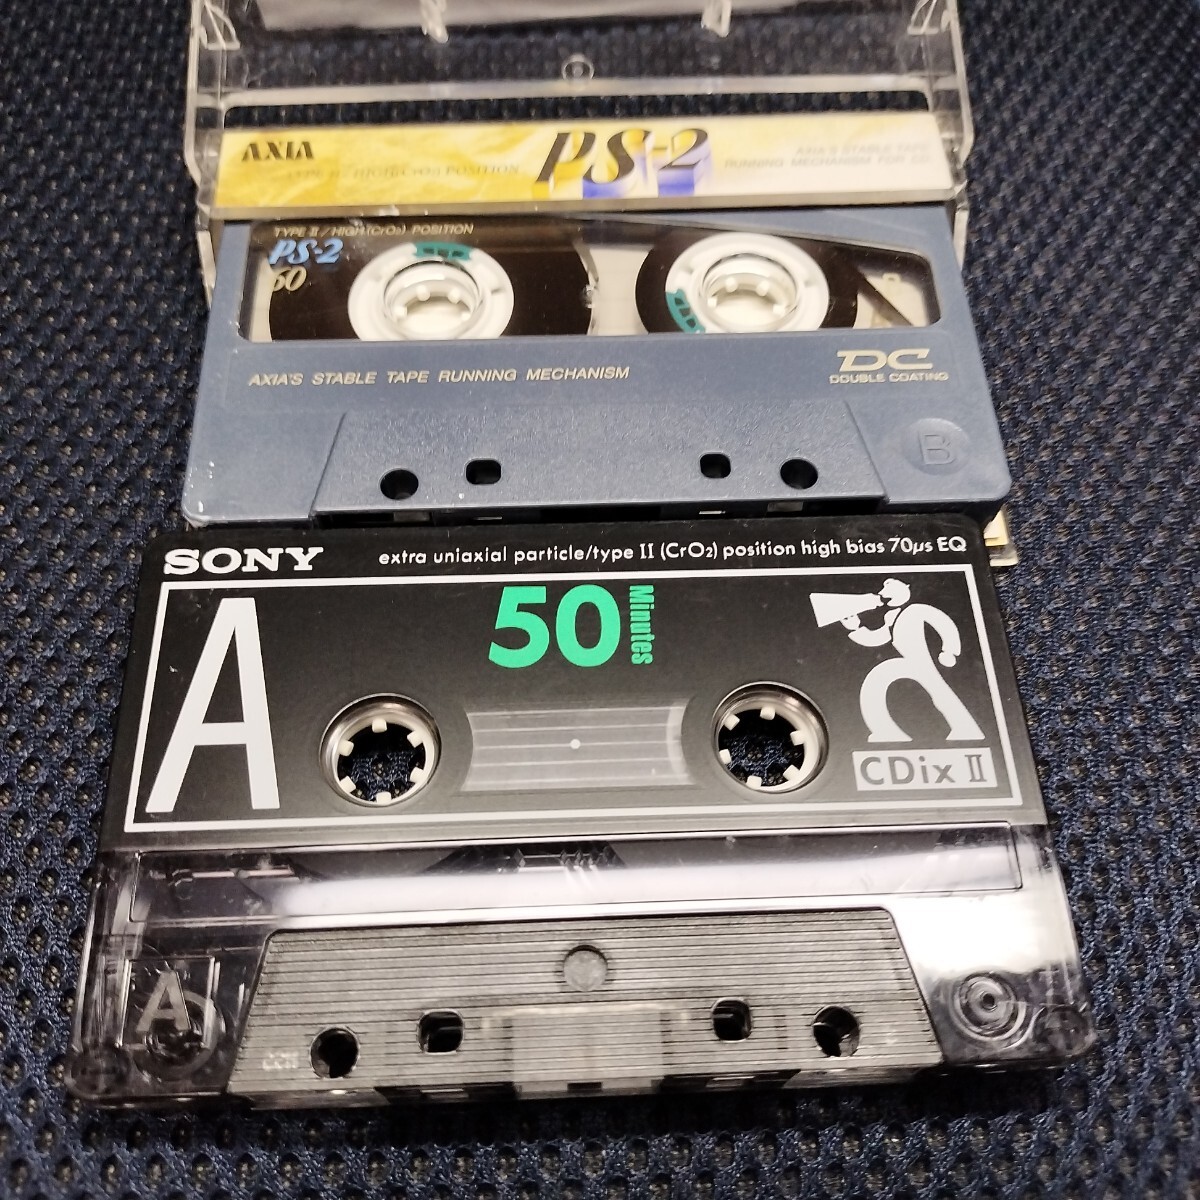 AXIA
TYPE II · HIGH(CrO2) POSITION
PS-2
AXIA'S STABLE TAPE
RUNNING MECHANISM FOR
TYPE II/HIGH(CrO2) POSITION
PS-2
60
AXIA'S STABLE TAPE RUNNING MECHANISM
DC
DOUBLE COATING
B
SONY
extra uniaxial particle/type II (CrO2) position high bias 70μs EQ
A
50
Minutes
CDix II
A